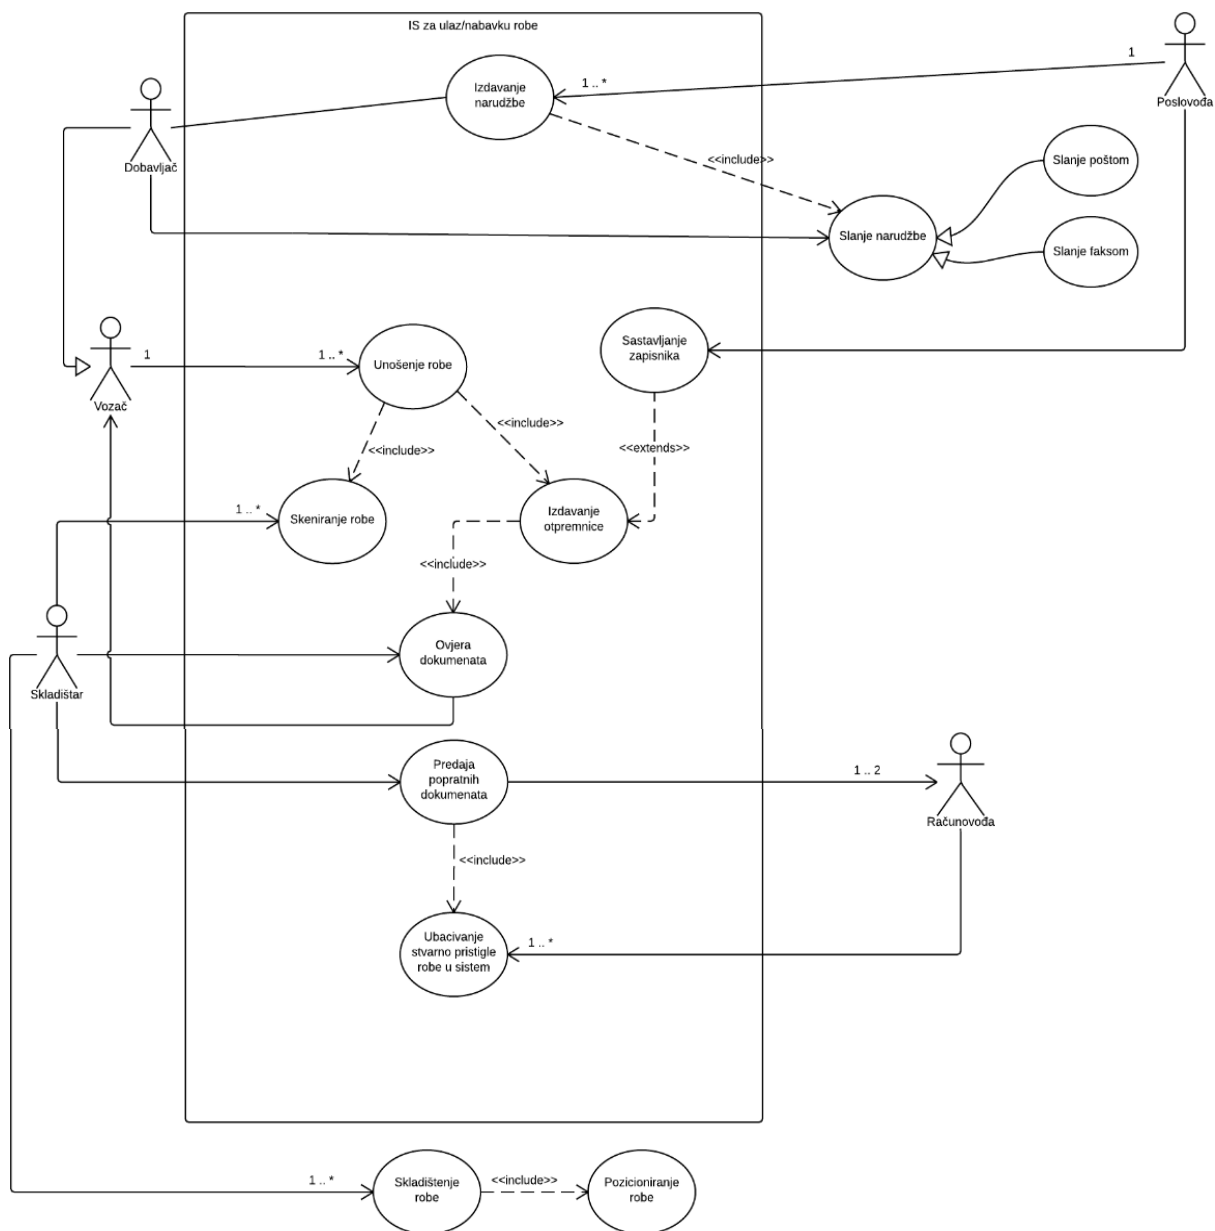 IS za ulaz/nabavku robe
Izdavanje
narudžbe
1 .. *
1
Poslovođa
Dobavljač
<<include>>
Slanje poštom
Slanje narudžbe
Slanje faksom
Vozač
1
1 .. *
Unošenje robe
Sastavljanje
zapisnika
<<include>>
<<include>>
<<extends>>
1 .. *
Skeniranje robe
Izdavanje
otpremnice
<<include>>
Skladištar
Ovjera
dokumenata
Predaja
popratnih
dokumenata
1 .. 2
Računovođa
<<include>>
Ubacivanje
stvarno pristigle
robe u sistem
1 .. *
1 .. *
Skladištenje
robe
<<include>>
Pozicioniranje
robe